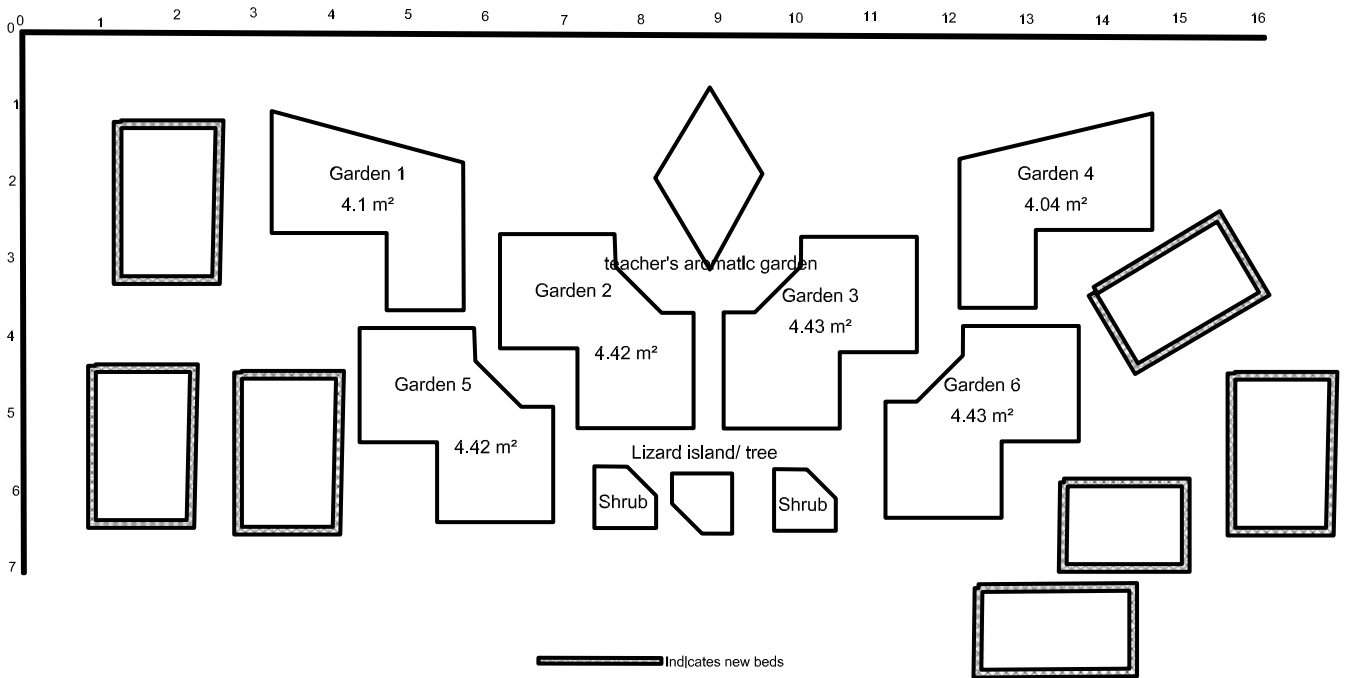 0 1 2 3 4 5 6 7 8 9 10 11 12 13 14 15 16
0
1
2
3
4
5
6
7
Garden 1
4.1 m²
Garden 4
4.04 m²
teacher's aromatic garden
Garden 2
4.42 m²
Garden 3
4.43 m²
Garden 5
4.42 m²
Garden 6
4.43 m²
Lizard island/ tree
Shrub
Shrub
Indicates new beds